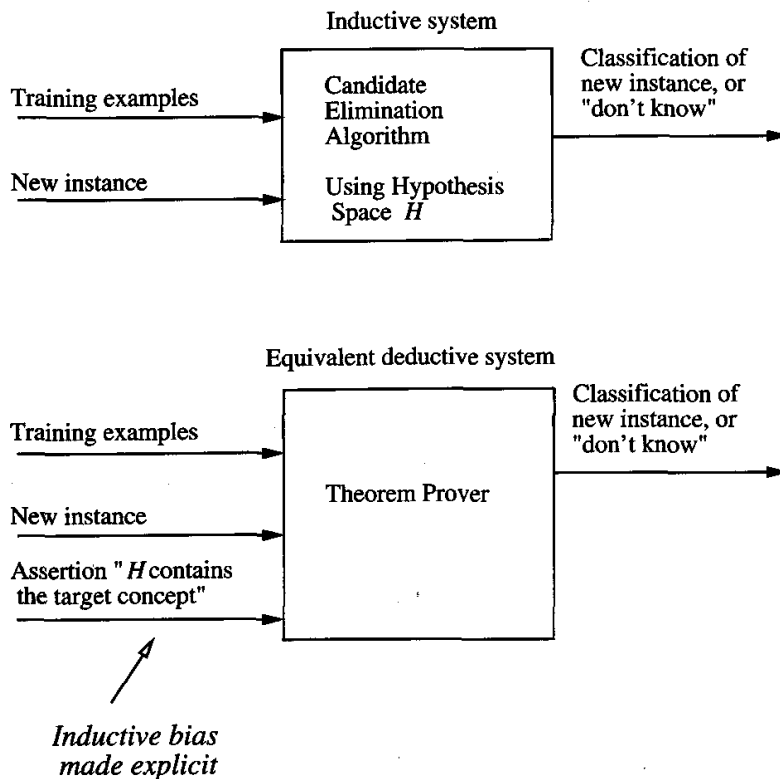 Inductive system
Training examples
New instance
Candidate
Elimination
Algorithm
Using Hypothesis
Space H
Classification of
new instance, or
"don't know"
Equivalent deductive system
Training examples
New instance
Assertion " H contains
the target concept"
Theorem Prover
Classification of
new instance, or
"don't know"
Inductive bias
made explicit